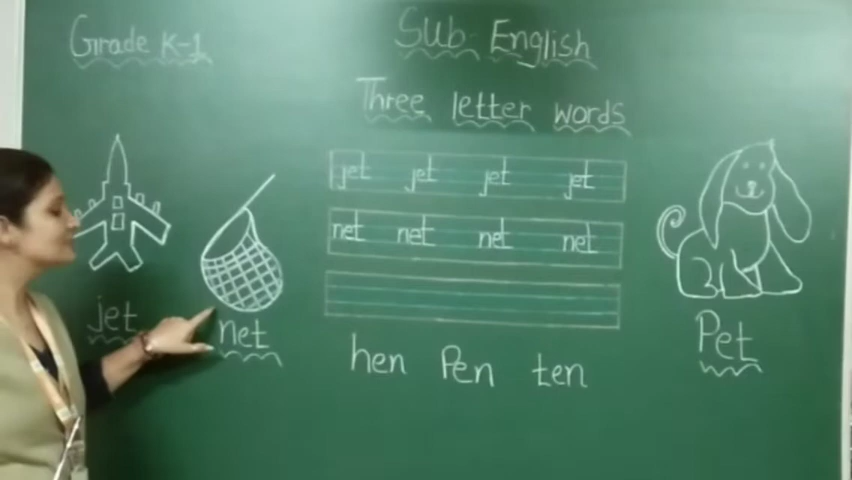 Grade K-1
Sub English
Three letter words
jet jet jet jet
net net net net
jet
net
hen Pen ten
Pet